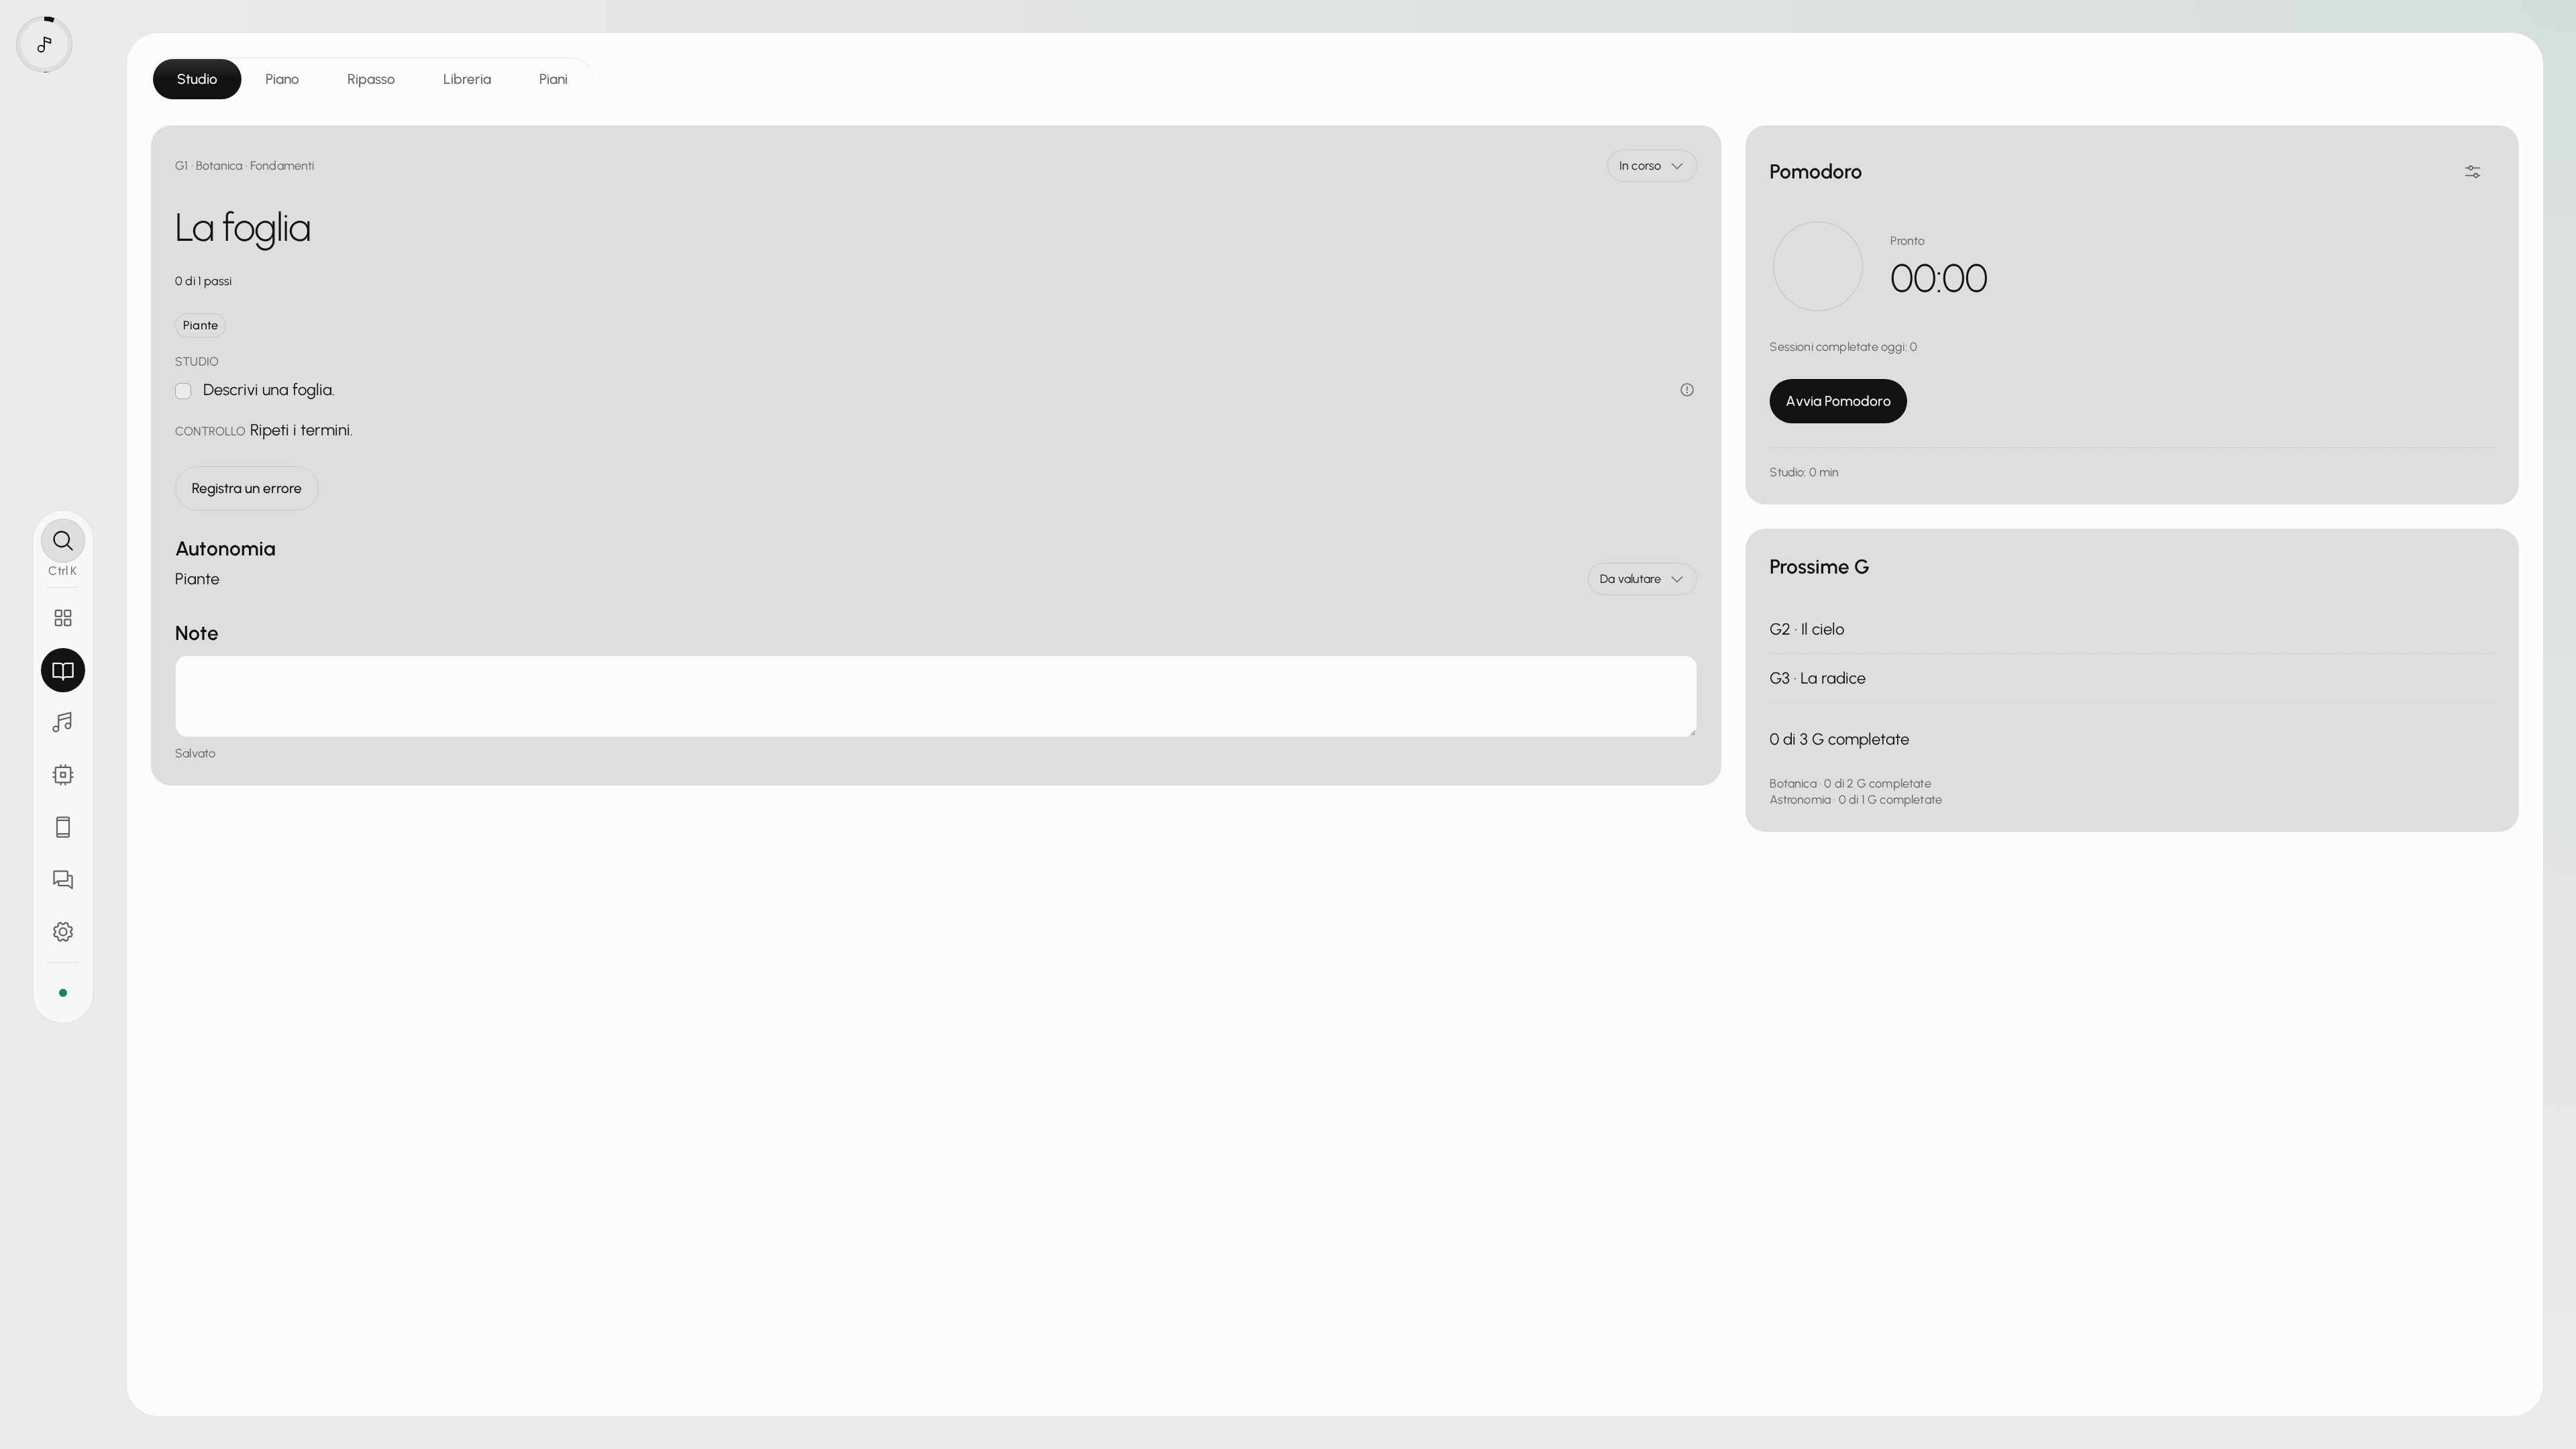 Studio
Piano
Ripasso
Libreria
Piani
G1 · Botanica · Fondamenti
In corso
La foglia
0 di 1 passi
Piante
STUDIO
Descrivi una foglia.
CONTROLLO Ripeti i termini.
Registra un errore
Autonomia
Piante
Da valutare
Note
Salvato
Pomodoro
Pronto
00:00
Sessioni completate oggi: 0
Avvia Pomodoro
Studio: 0 min
Prossime G
G2 · Il cielo
G3 · La radice
0 di 3 G completate
Botanica · 0 di 2 G completate
Astronomia · 0 di 1 G completate
Ctrl K